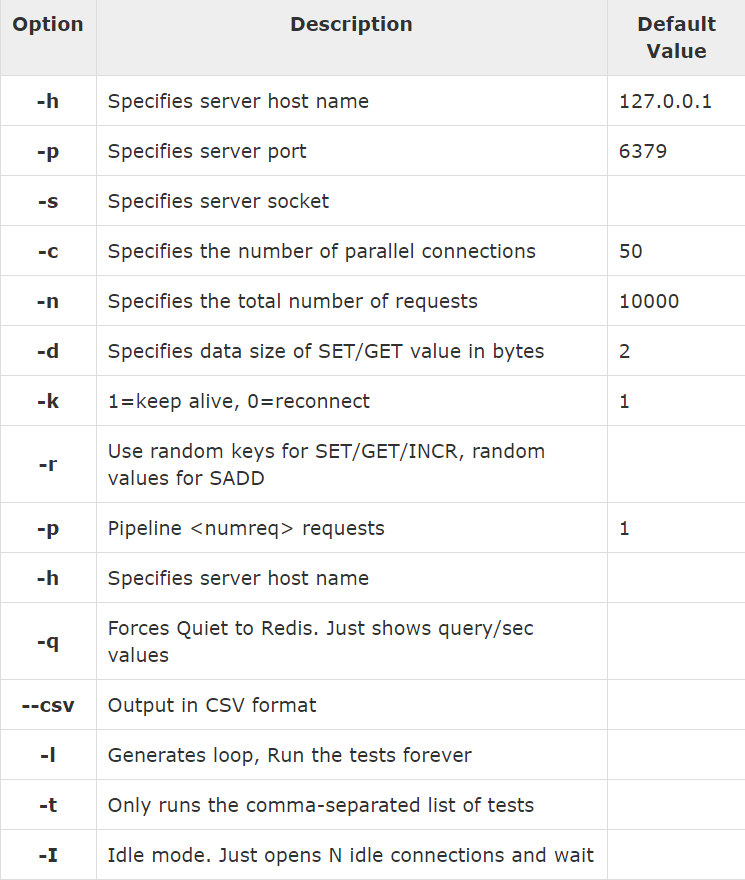 Option Description Default
Value
-h Specifies server host name 127.0.0.1
-p Specifies server port 6379
-s Specifies server socket
-c Specifies the number of parallel connections 50
-n Specifies the total number of requests 10000
-d Specifies data size of SET/GET value in bytes 2
-k 1=keep alive, 0=reconnect 1
-r Use random keys for SET/GET/INCR, random
values for SADD
-p Pipeline <numreq> requests 1
-h Specifies server host name
-q Forces Quiet to Redis. Just shows query/sec
values
--csv Output in CSV format
-l Generates loop, Run the tests forever
-t Only runs the comma-separated list of tests
-I Idle mode. Just opens N idle connections and wait